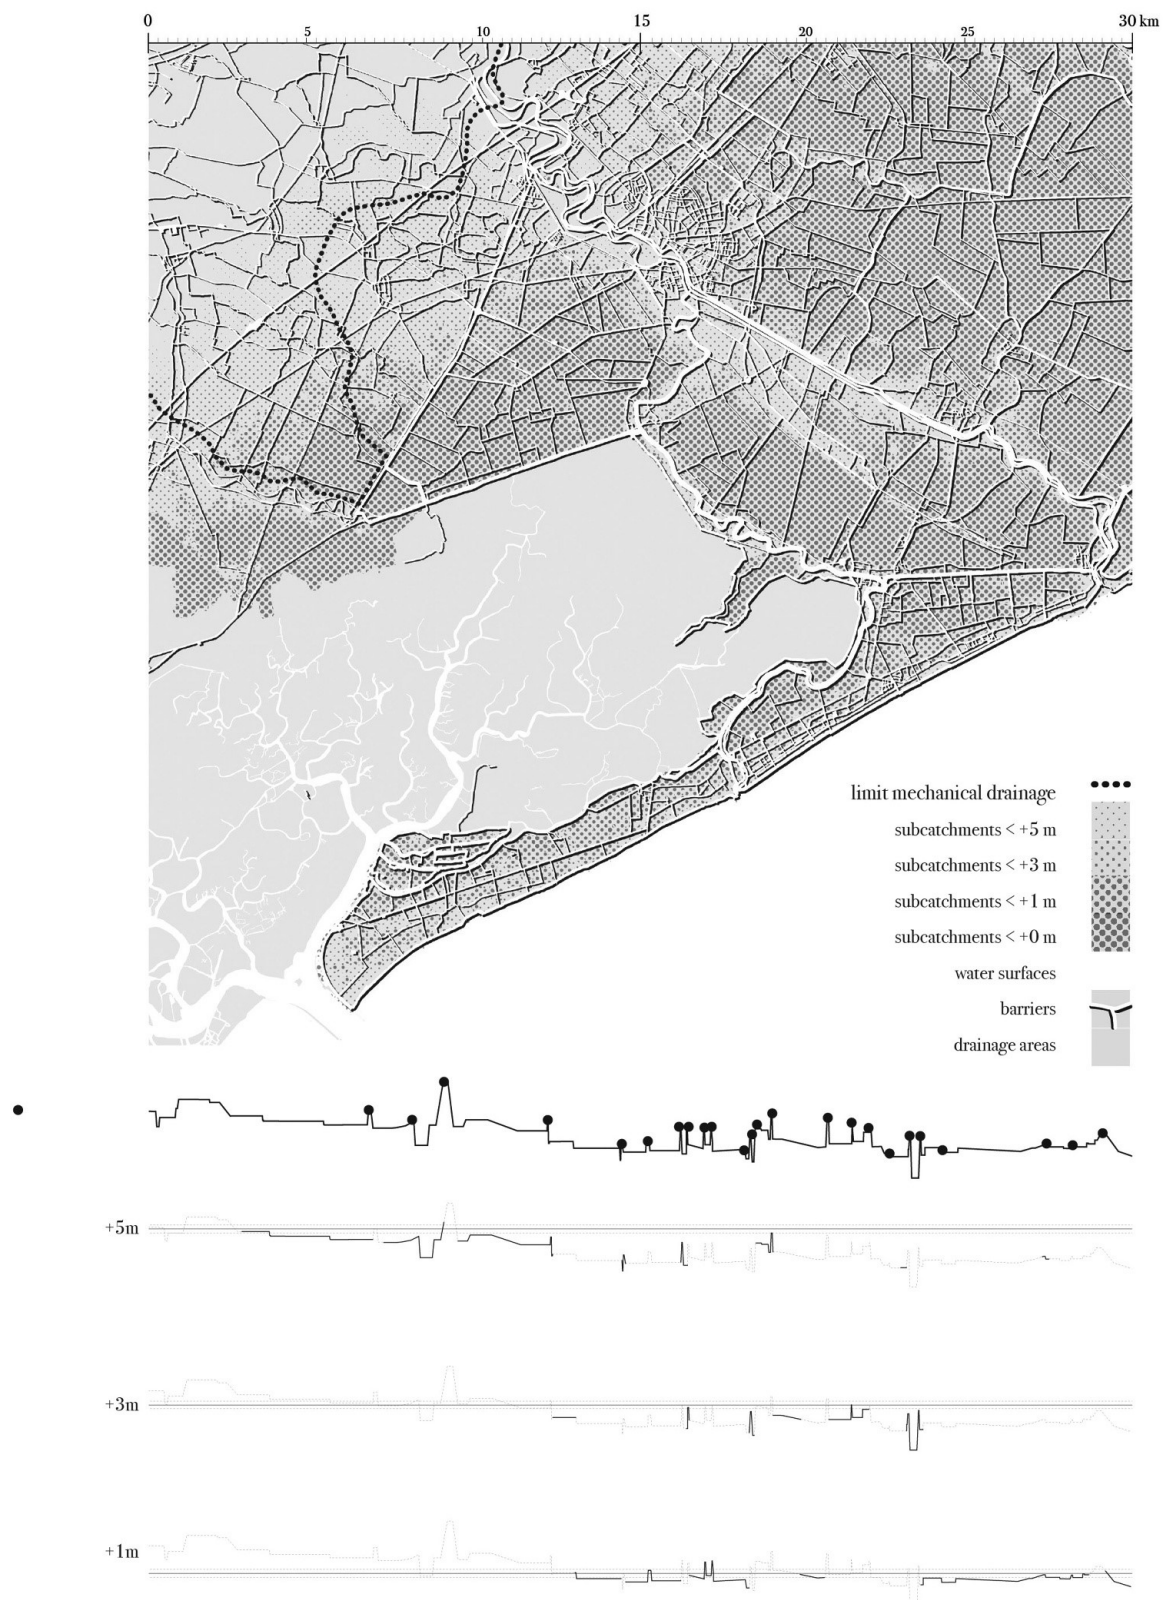 0 5 10 15 20 25 30 km
limit mechanical drainage
subcatchments < +5 m
subcatchments < +3 m
subcatchments < +1 m
subcatchments < +0 m
water surfaces
barriers
drainage areas
+5m
+3m
+1m